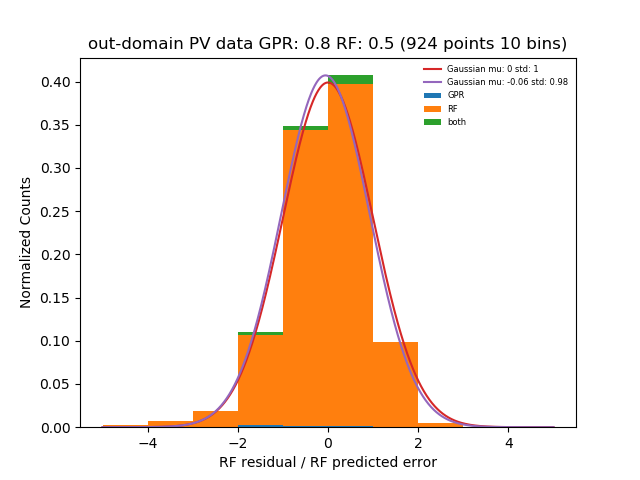 out-domain PV data GPR: 0.8 RF: 0.5 (924 points 10 bins)
Gaussian mu: 0 std: 1
Gaussian mu: -0.06 std: 0.98
GPR
RF
both
Normalized Counts
0.40
0.35
0.30
0.25
0.20
0.15
0.10
0.05
0.00
−4 −2 0 2 4
RF residual / RF predicted error